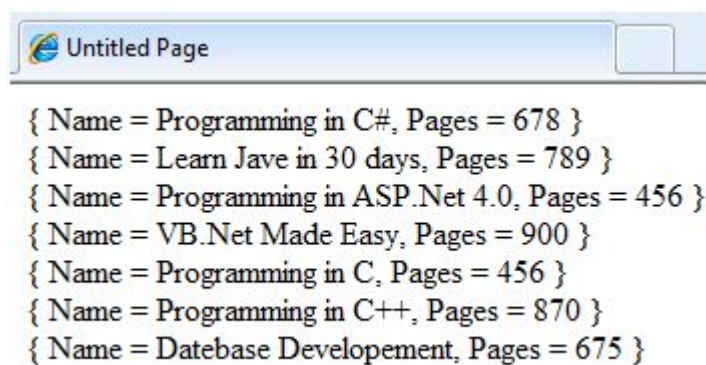 Untitled Page
{ Name = Programming in C#, Pages = 678 }
{ Name = Learn Jave in 30 days, Pages = 789 }
{ Name = Programming in ASP.Net 4.0, Pages = 456 }
{ Name = VB.Net Made Easy, Pages = 900 }
{ Name = Programming in C, Pages = 456 }
{ Name = Programming in C++, Pages = 870 }
{ Name = Datebase Developement, Pages = 675 }